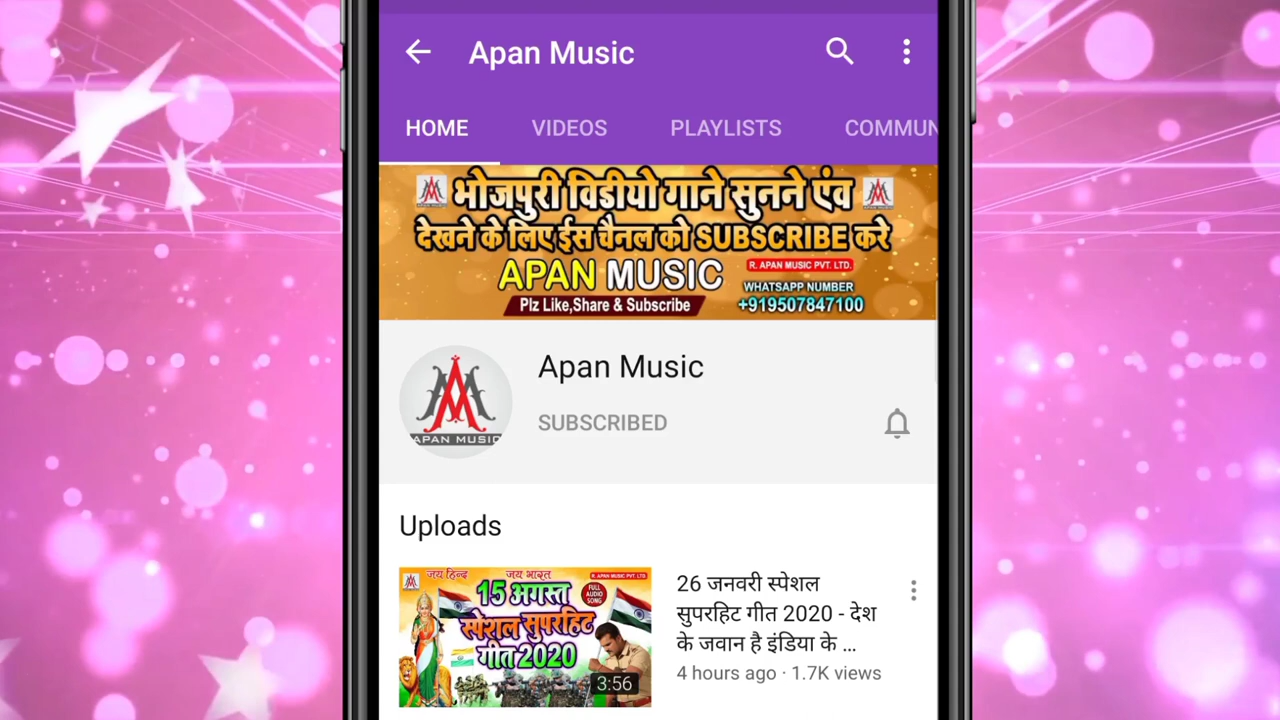 Apan Music
HOME VIDEOS PLAYLISTS COMMUN
भोजपुरी विडीयो गाने सुनने एंव
देखने के लिए ईस चैनल को SUBSCRIBE करे
APAN MUSIC
R. APAN MUSIC PVT. LTD.
WHATSAPP NUMBER
+919507847100
Plz Like,Share & Subscribe
APAN MUSIC
Apan Music
SUBSCRIBED
Uploads
जय हिन्द जय भारत
R. APAN MUSIC PVT. LTD
15 अगस्त
FULL
AUDIO
SONG
स्पेशल सुपरहिट
गीत 2020
3:56
26 जनवरी स्पेशल
सुपरहिट गीत 2020 - देश
के जवान है इंडिया के ...
4 hours ago · 1.7K views